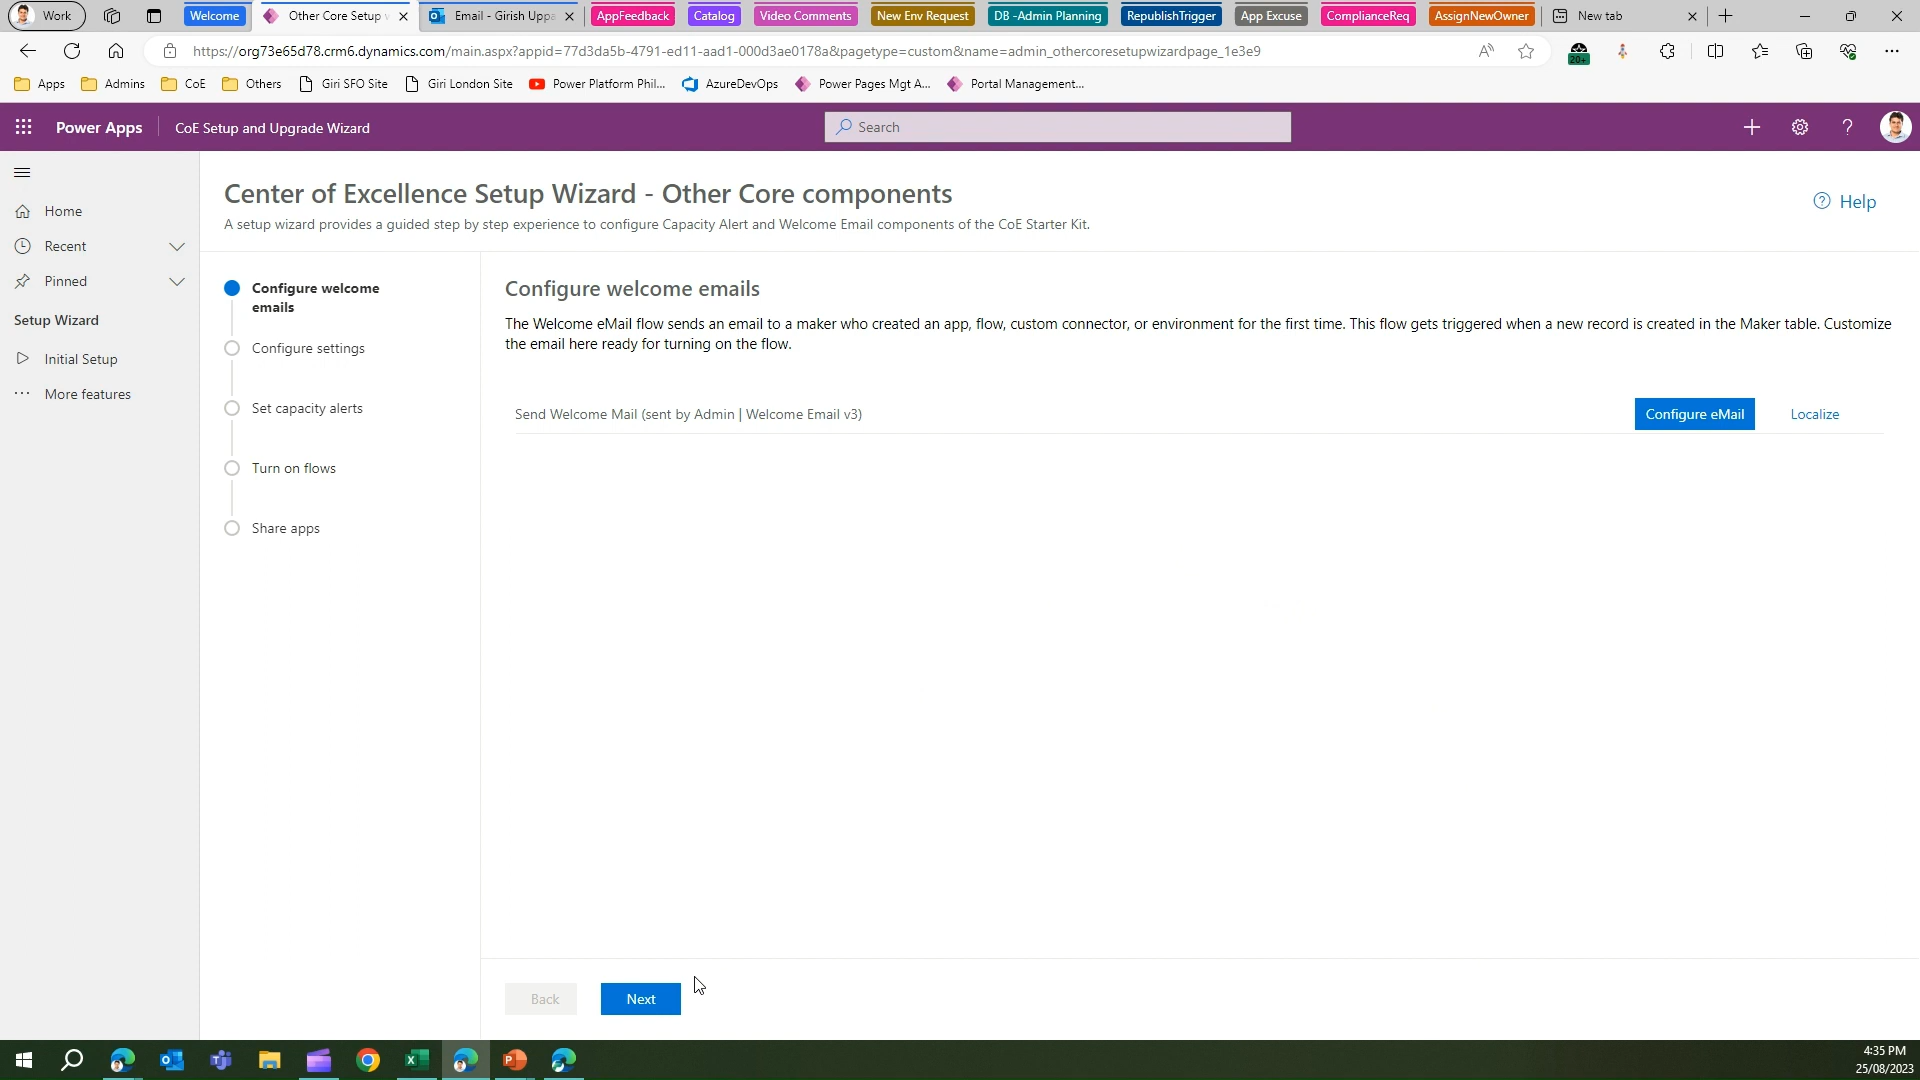 Work
Welcome
Other Core Setup
Email - Girish Uppa
AppFeedback
Catalog
Video Comments
New Env Request
DB -Admin Planning
RepublishTrigger
App Excuse
ComplianceReq
AssignNewOwner
New tab
https://org73e65d78.crm6.dynamics.com/main.aspx?appid=77d3da5b-4791-ed11-aad1-000d3ae0178a&pagetype=custom&name=admin_othercoresetupwizardpage_1e3e9
20+
Apps
Admins
CoE
Others
Giri SFO Site
Giri London Site
Power Platform Phil...
AzureDevOps
Power Pages Mgt A...
Portal Management...
Power Apps
CoE Setup and Upgrade Wizard
Search
Home
Recent
Pinned
Setup Wizard
Initial Setup
More features
Center of Excellence Setup Wizard - Other Core components
A setup wizard provides a guided step by step experience to configure Capacity Alert and Welcome Email components of the CoE Starter Kit.
Help
Configure welcome
emails
Configure settings
Set capacity alerts
Turn on flows
Share apps
Configure welcome emails
The Welcome eMail flow sends an email to a maker who created an app, flow, custom connector, or environment for the first time. This flow gets triggered when a new record is created in the Maker table. Customize
the email here ready for turning on the flow.
Send Welcome Mail (sent by Admin | Welcome Email v3)
Configure eMail
Localize
Back
Next
4:35 PM
25/08/2023